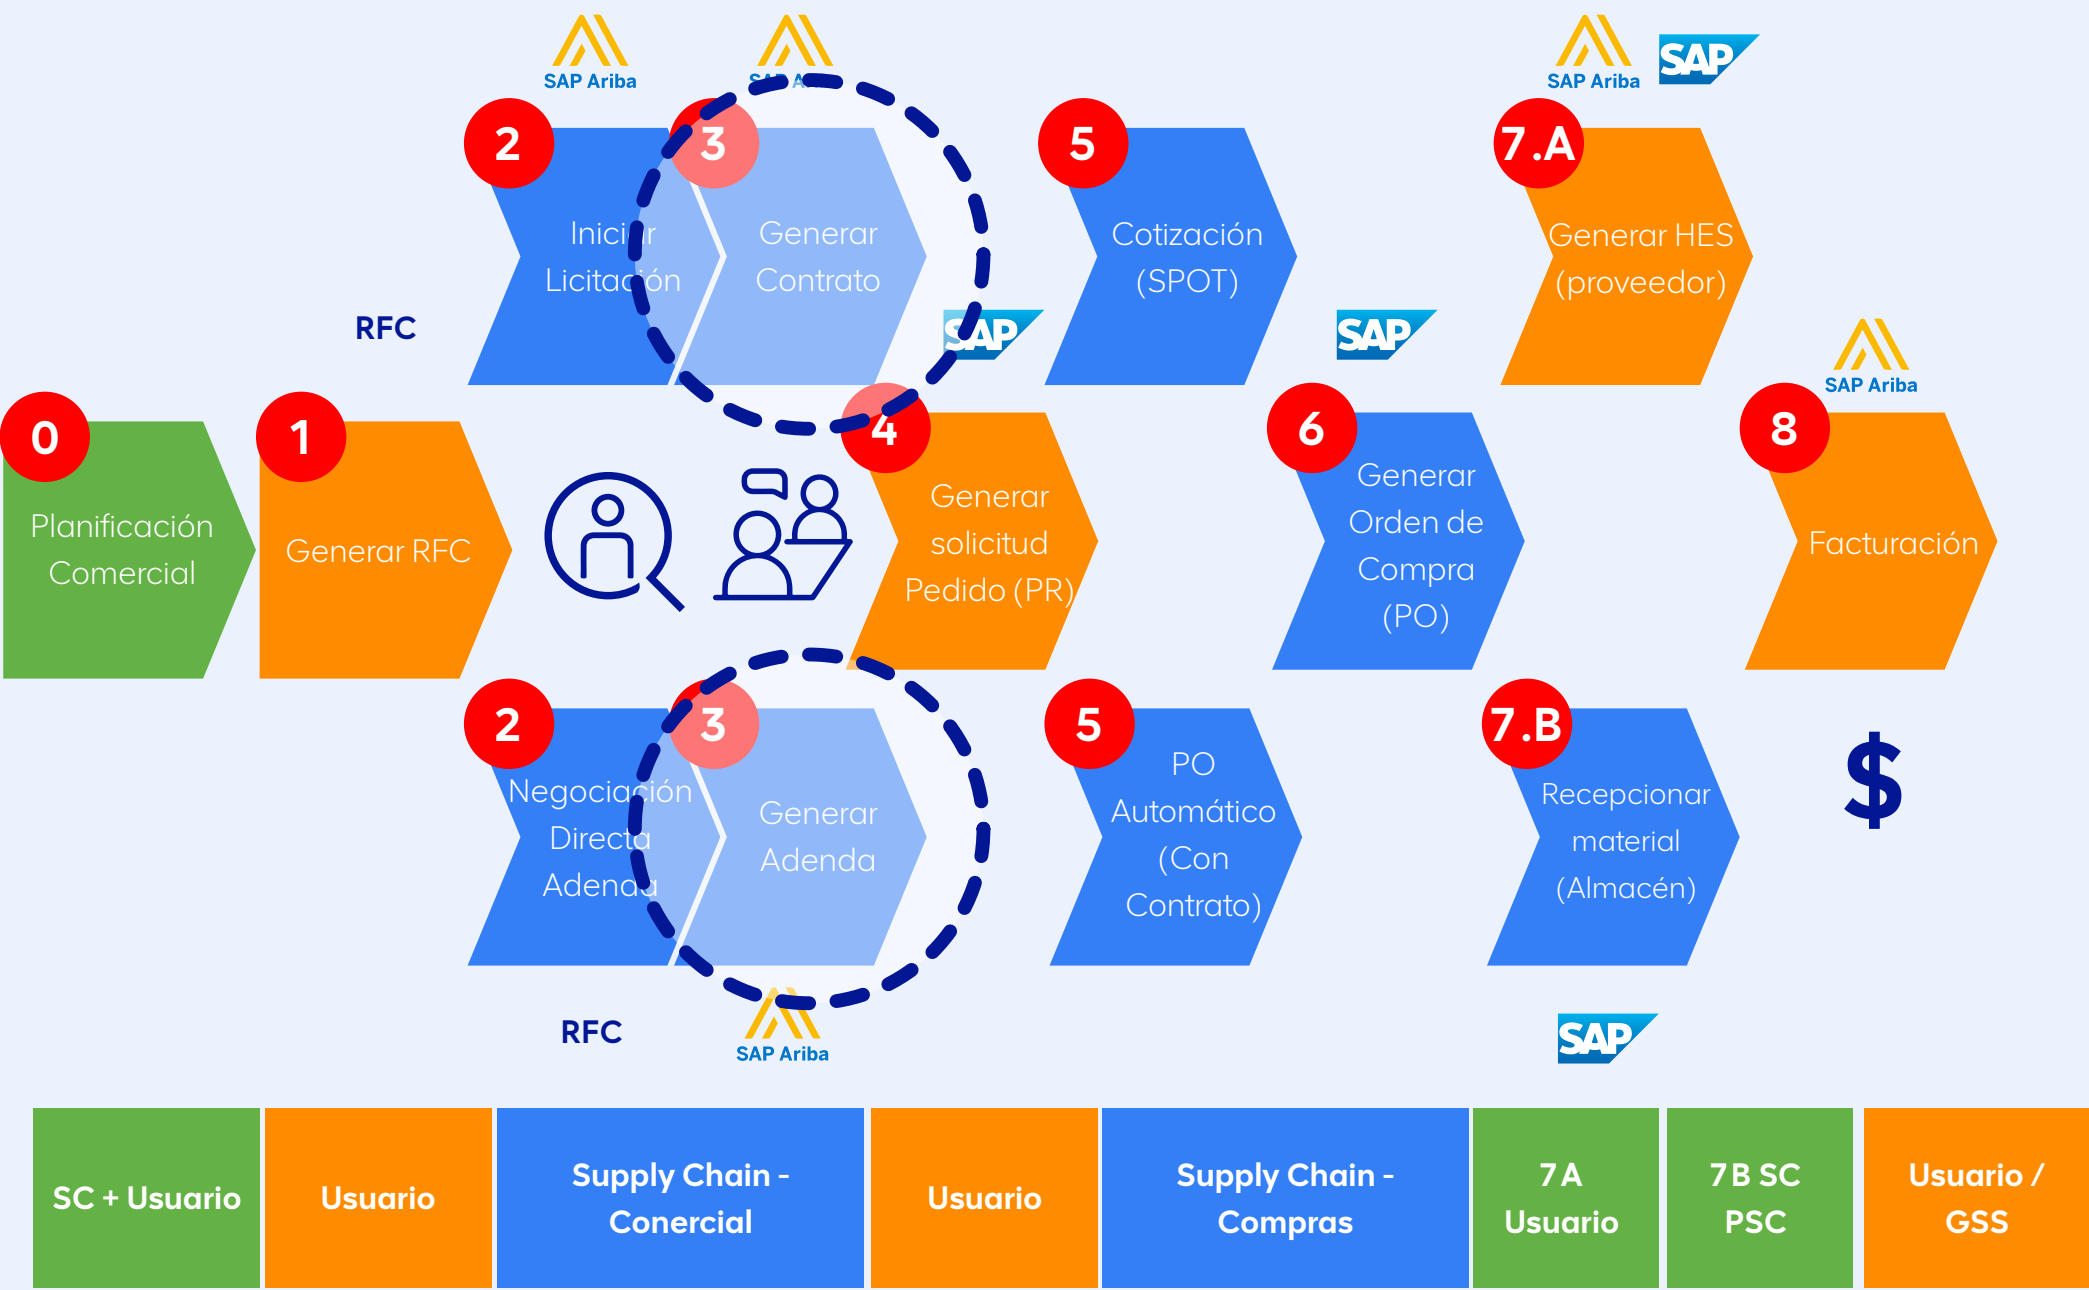 SAP Ariba
SAP Ariba
SAP Ariba
SAP
2
Iniciar
Licitación
3
Generar
Contrato
5
Cotización
(SPOT)
7.A
Generar HES
(proveedor)
RFC
SAP
SAP
SAP Ariba
0
Planificación
Comercial
1
Generar RFC
4
Generar
solicitud
Pedido (PR)
6
Generar
Orden de
Compra
(PO)
8
Facturación
2
Negociación
Directa
Adenda
3
Generar
Adenda
5
PO
Automático
(Con
Contrato)
7.B
Recepcionar
material
(Almacén)
$
RFC
SAP Ariba
SAP
SC + Usuario
Usuario
Supply Chain -
Conercial
Usuario
Supply Chain -
Compras
7A
Usuario
7B SC
PSC
Usuario /
GSS